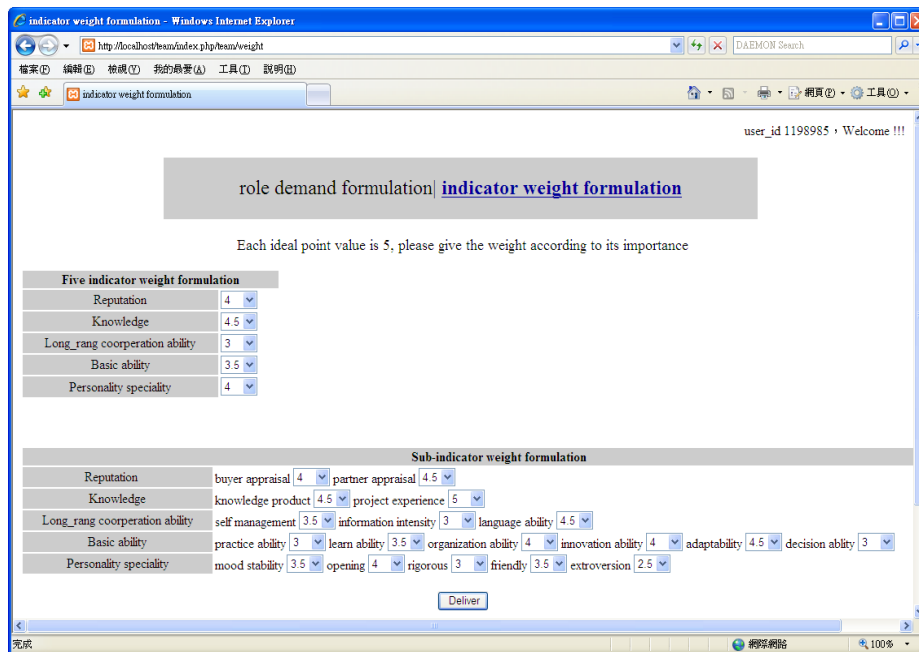 indicator weight formulation - Windows Internet Explorer
http://localhost/team/index.php/team/weight
DAEMON Search
檔案(F) 編輯(E) 檢視(V) 我的最愛(A) 工具(T) 說明(H)
indicator weight formulation
網頁(P) 工具(O)
user_id 1198985，Welcome !!!
role demand formulation| indicator weight formulation
Each ideal point value is 5, please give the weight according to its importance
Five indicator weight formulation
Reputation 4
Knowledge 4.5
Long_rang coorperation ability 3
Basic ability 3.5
Personality speciality 4
Sub-indicator weight formulation
Reputation buyer appraisal 4 partner appraisal 4.5
Knowledge knowledge product 4.5 project experience 5
Long_rang coorperation ability self management 3.5 information intensity 3 language ability 4.5
Basic ability practice ability 3 learn ability 3.5 organization ability 4 innovation ability 4 adaptability 4.5 decision ablity 3
Personality speciality mood stability 3.5 opening 4 rigorous 3 friendly 3.5 extroversion 2.5
Deliver
完成 網際網路 100%